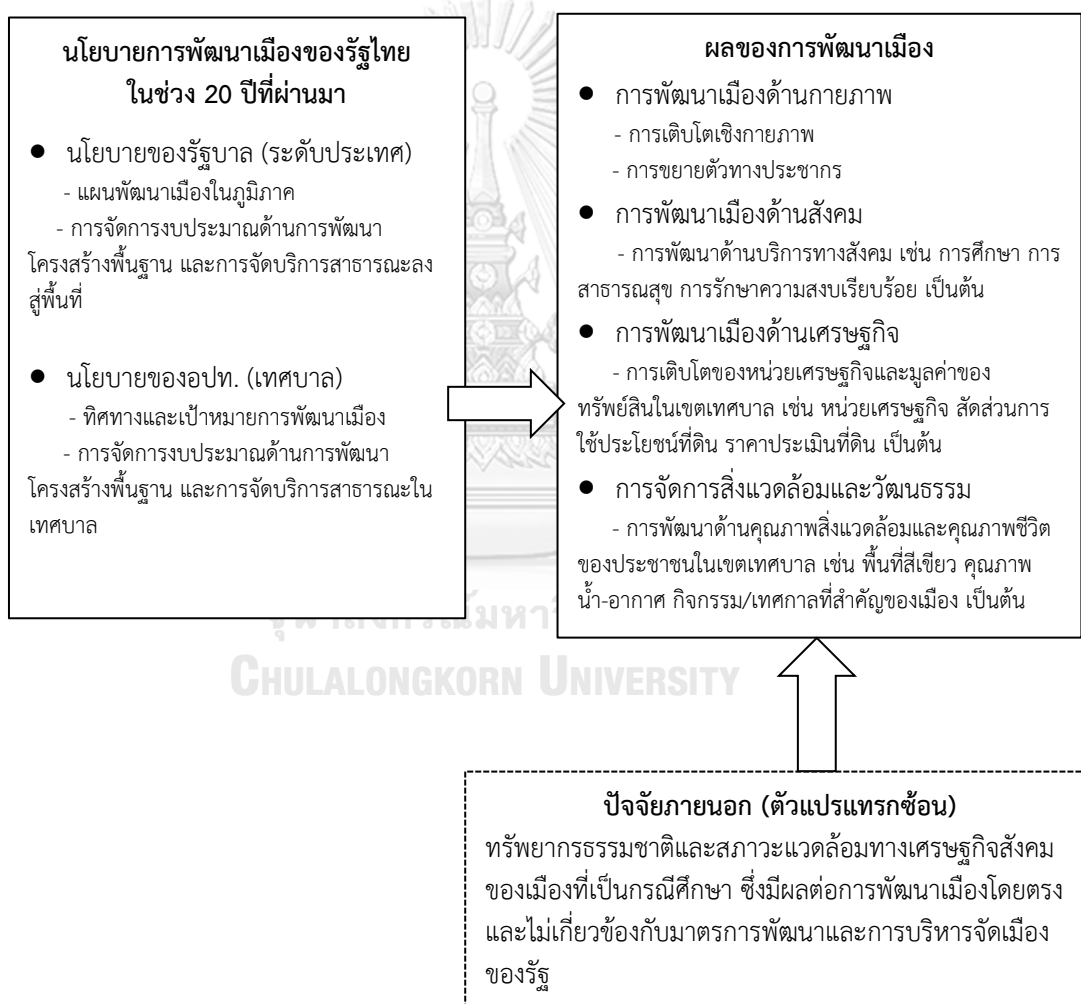 นโยบายการพัฒนาเมืองของรัฐไทย
ในช่วง 20 ปีที่ผ่านมา
● นโยบายของรัฐบาล (ระดับประเทศ)
- แผนพัฒนาเมืองในภูมิภาค
- การจัดการงบประมาณด้านการพัฒนา
โครงสร้างพื้นฐาน และการจัดบริการสาธารณะลง
สู่พื้นที่
● นโยบายของอปท. (เทศบาล)
- ทิศทางและเป้าหมายการพัฒนาเมือง
- การจัดการงบประมาณด้านการพัฒนา
โครงสร้างพื้นฐาน และการจัดบริการสาธารณะใน
เทศบาล
ผลของการพัฒนาเมือง
● การพัฒนาเมืองด้านกายภาพ
- การเติบโตเชิงกายภาพ
- การขยายตัวทางประชากร
● การพัฒนาเมืองด้านสังคม
- การพัฒนาด้านบริการทางสังคม เช่น การศึกษา การ
สาธารณสุข การรักษาความสงบเรียบร้อย เป็นต้น
● การพัฒนาเมืองด้านเศรษฐกิจ
- การเติบโตของหน่วยเศรษฐกิจและมูลค่าของ
ทรัพย์สินในเขตเทศบาล เช่น หน่วยเศรษฐกิจ สัดส่วนการ
ใช้ประโยชน์ที่ดิน ราคาประเมินที่ดิน เป็นต้น
● การจัดการสิ่งแวดล้อมและวัฒนธรรม
- การพัฒนาด้านคุณภาพสิ่งแวดล้อมและคุณภาพชีวิต
ของประชาชนในเขตเทศบาล เช่น พื้นที่สีเขียว คุณภาพ
น้ำ-อากาศ กิจกรรม/เทศกาลที่สำคัญของเมือง เป็นต้น
CHULALONGKORN UNIVERSITY
ปัจจัยภายนอก (ตัวแปรแทรกซ้อน)
ทรัพยากรธรรมชาติและสภาวะแวดล้อมทางเศรษฐกิจสังคม
ของเมืองที่เป็นกรณีศึกษา ซึ่งมีผลต่อการพัฒนาเมืองโดยตรง
และไม่เกี่ยวข้องกับมาตรการพัฒนาและการบริหารจัดเมือง
ของรัฐ